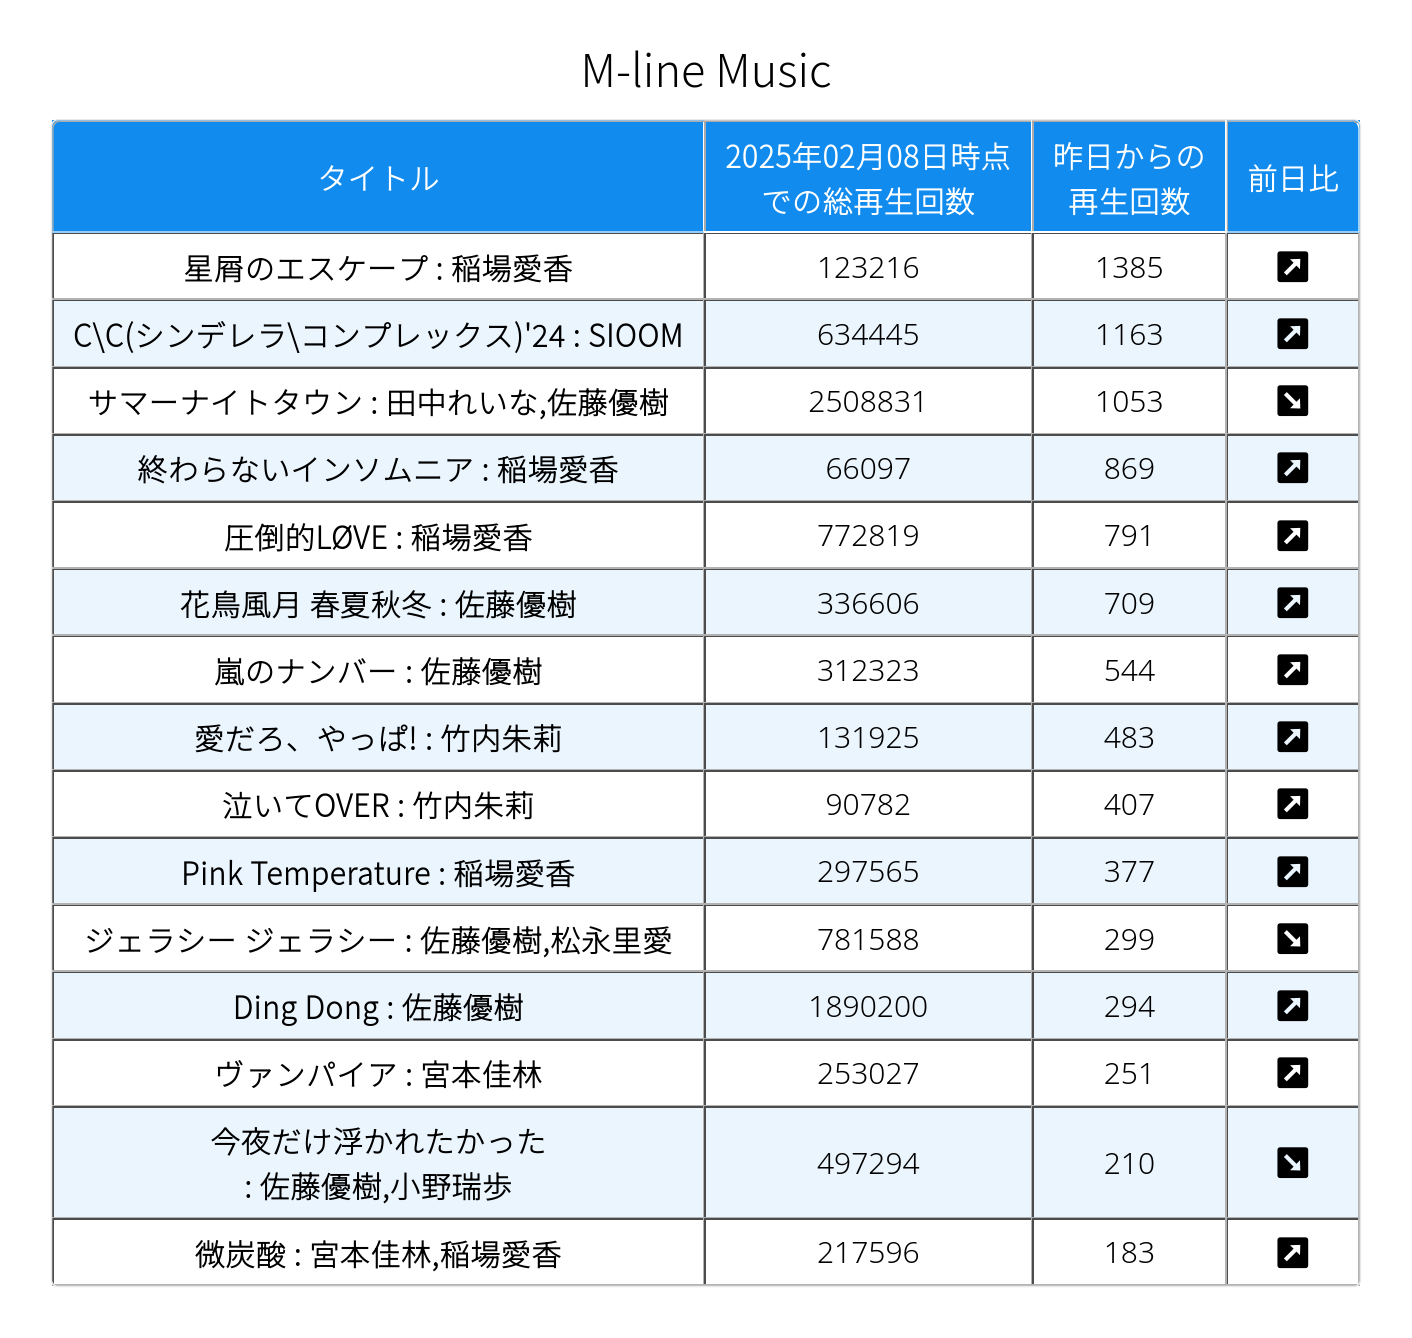 M-line Music
タイトル 2025年02月08日時点 昨日からの 前日比
での総再生回数 再生回数
星屑のエスケープ : 稲場愛香 123216 1385
C\C(シンデレラ\コンプレックス)'24 : SIOOM 634445 1163
サマーナイトタウン : 田中れいな,佐藤優樹 2508831 1053
終わらないインソムニア : 稲場愛香 66097 869
圧倒的LØVE : 稲場愛香 772819 791
花鳥風月 春夏秋冬 : 佐藤優樹 336606 709
嵐のナンバー : 佐藤優樹 312323 544
愛だろ、やっぱ! : 竹内朱莉 131925 483
泣いてOVER : 竹内朱莉 90782 407
Pink Temperature : 稲場愛香 297565 377
ジェラシー ジェラシー : 佐藤優樹,松永里愛 781588 299
Ding Dong : 佐藤優樹 1890200 294
ヴァンパイア : 宮本佳林 253027 251
今夜だけ浮かれたかった
: 佐藤優樹,小野瑞歩 497294 210
微炭酸 : 宮本佳林,稲場愛香 217596 183